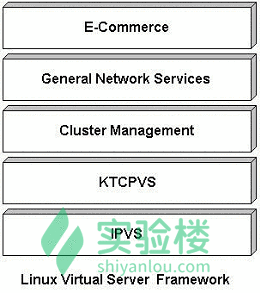 E-Commerce
General Network Services
Cluster Management
KTCPVS
IPVS
实验楼
shiyanlou.com
Linux Virtual Server Framework